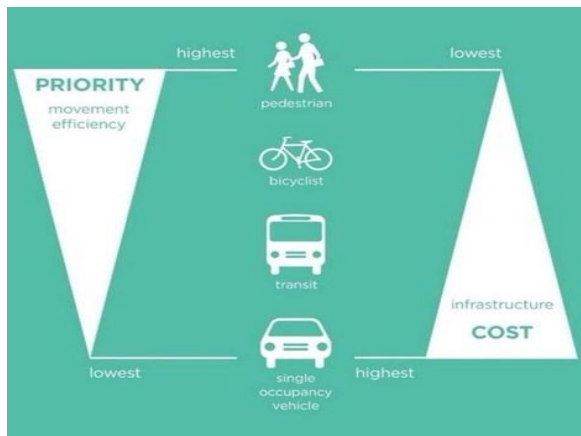 highest
lowest
PRIORITY
movement
efficiency
pedestrian
bicyclist
transit
infrastructure
COST
lowest
highest
single
occupancy
vehicle